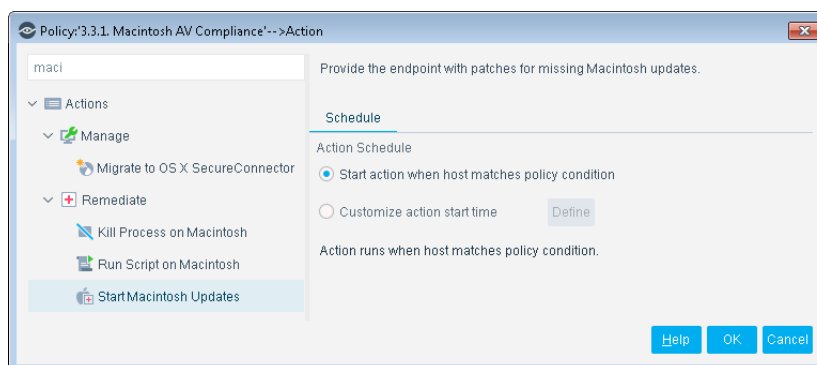 Policy:'3.3.1. Macintosh AV Compliance'-->Action
maci
Actions
Manage
Migrate to OS X SecureConnector
Remediate
Kill Process on Macintosh
Run Script on Macintosh
Start Macintosh Updates
Provide the endpoint with patches for missing Macintosh updates.
Schedule
Action Schedule
Start action when host matches policy condition
Customize action start time Define
Action runs when host matches policy condition.
Help OK Cancel